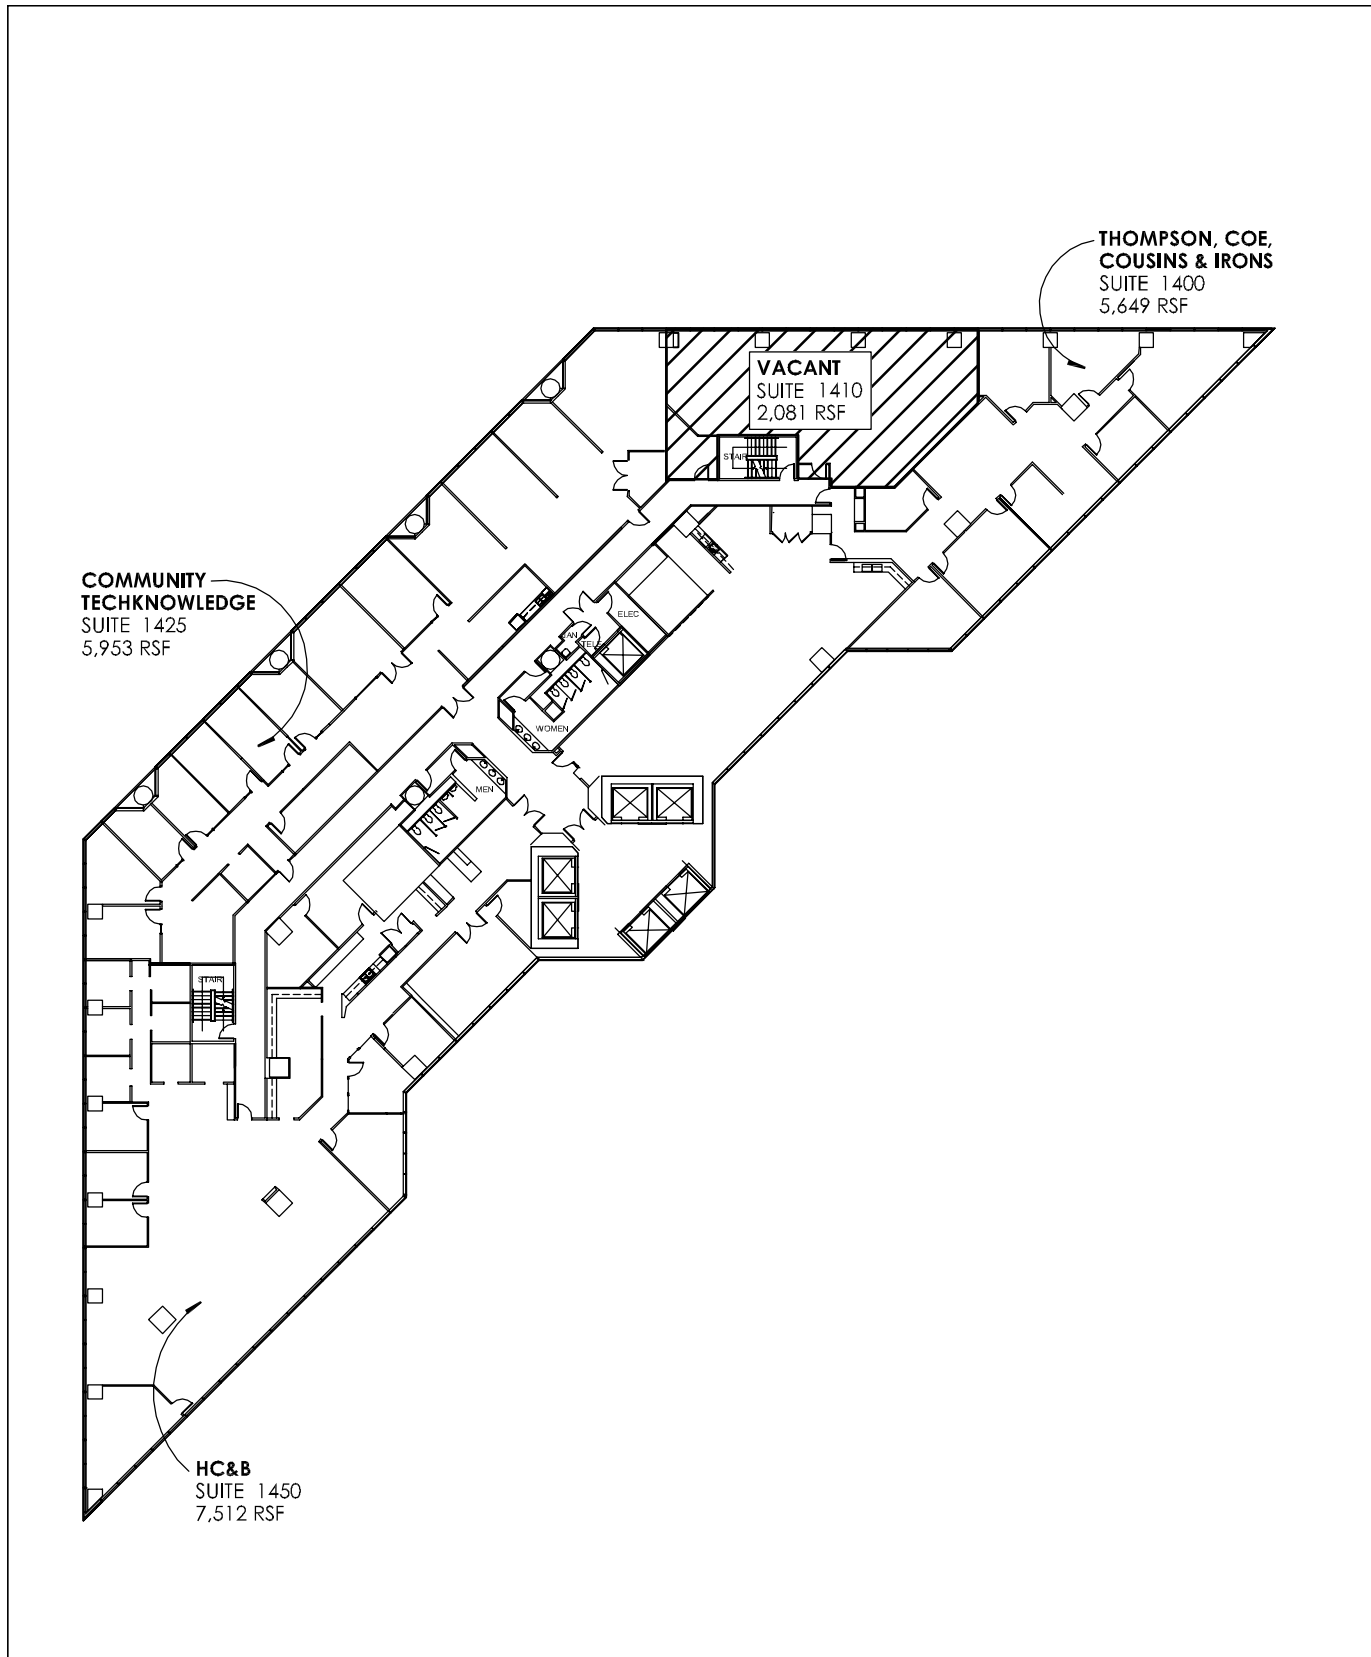 THOMPSON, COE,
COUSINS & IRONS
SUITE 1400
5,649 RSF
VACANT
SUITE 1410
2,081 RSF
STAIR
COMMUNITY
TECHKNOWLEDGE
SUITE 1425
5,953 RSF
ELEC
TELE
WOMEN
MEN
STAIR
HC&B
SUITE 1450
7,512 RSF